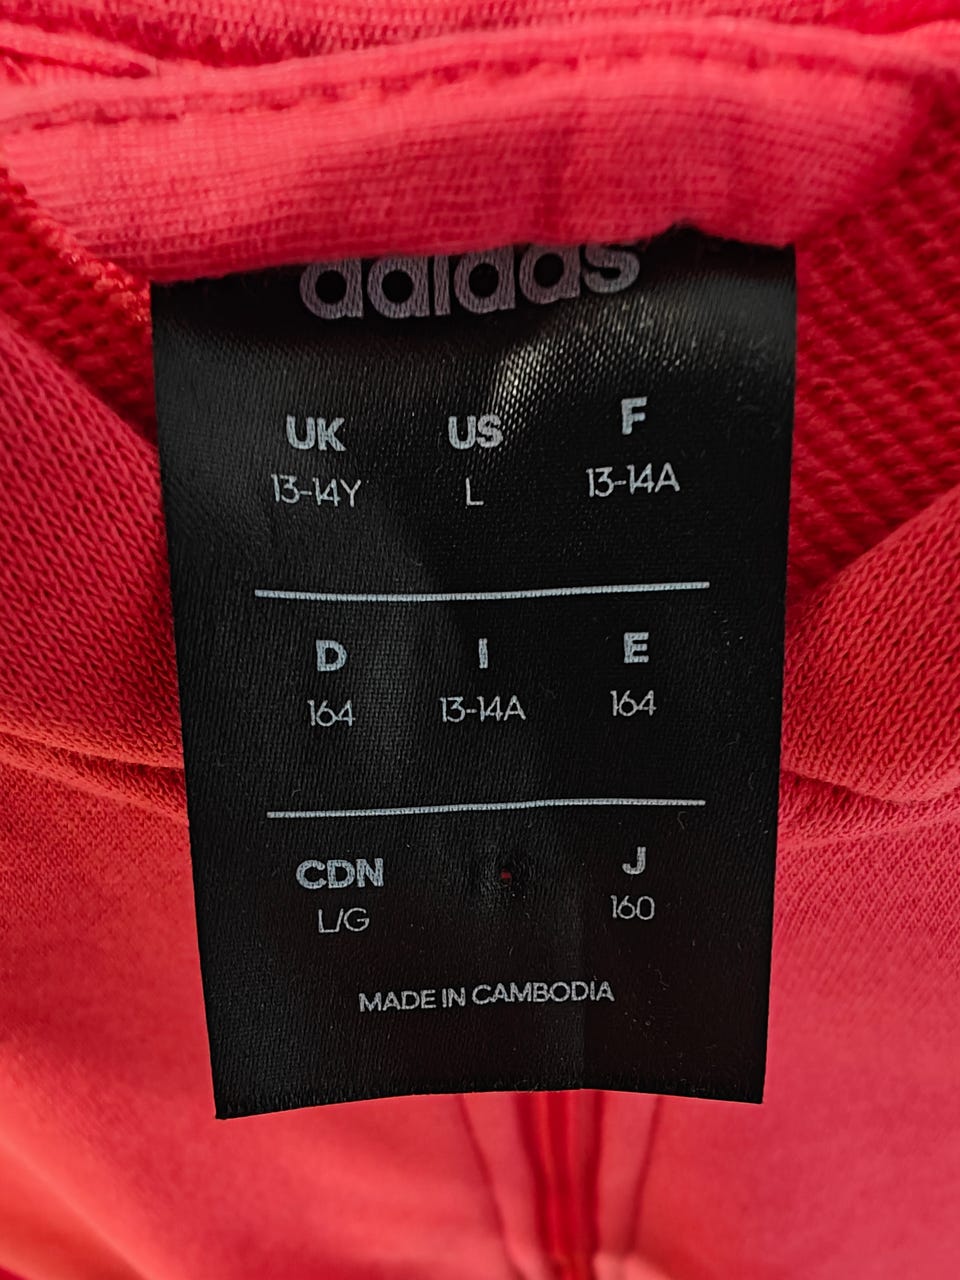 adidas
UK US F
13-14Y L 13-14A
D I E
164 13-14A 164
CDN J
L/G 160
MADE IN CAMBODIA